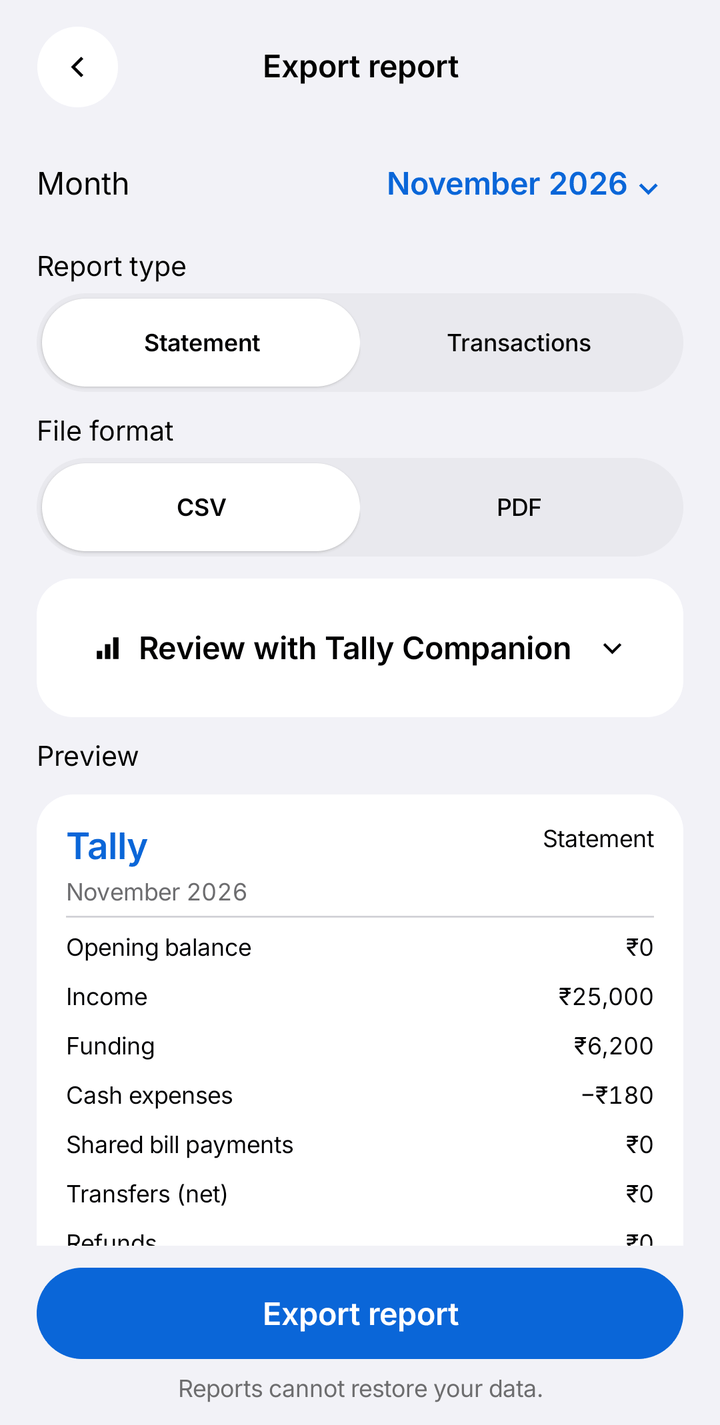 Export report
Month
November 2026
Report type
Statement
Transactions
File format
CSV
PDF
Review with Tally Companion
Preview
Tally
Statement
November 2026
Opening balance ₹0
Income ₹25,000
Funding ₹6,200
Cash expenses −₹180
Shared bill payments ₹0
Transfers (net) ₹0
Refunds ₹0
Export report
Reports cannot restore your data.